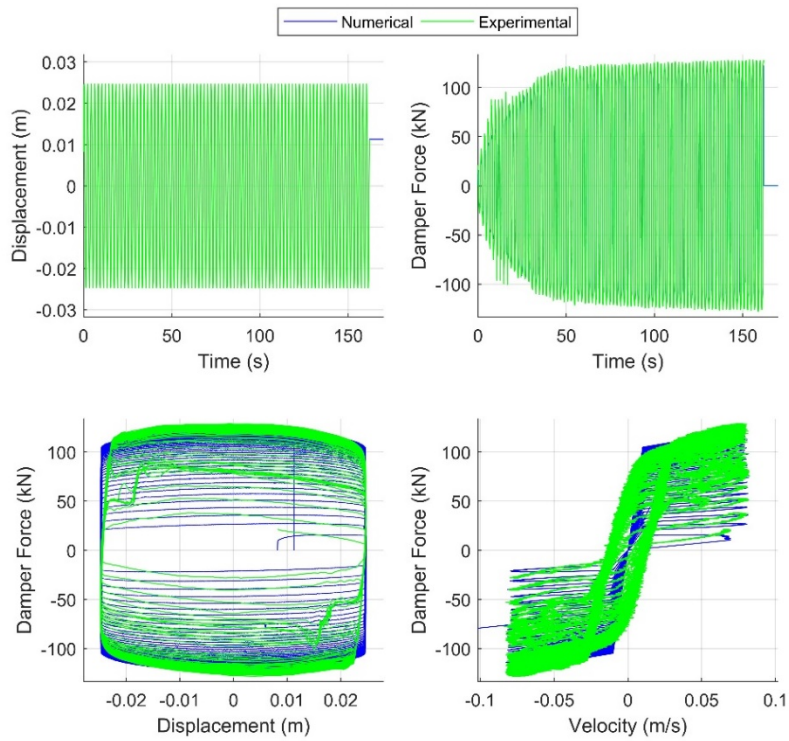 Numerical Experimental
0.03
0.02
0.01
0
-0.01
-0.02
-0.03
Displacement (m)
0 50 100 150
Time (s)
100
50
0
-50
-100
Damper Force (kN)
0 50 100 150
Time (s)
100
50
0
-50
-100
Damper Force (kN)
-0.02 -0.01 0 0.01 0.02
Displacement (m)
100
50
0
-50
-100
Damper Force (kN)
-0.1 -0.05 0 0.05 0.1
Velocity (m/s)